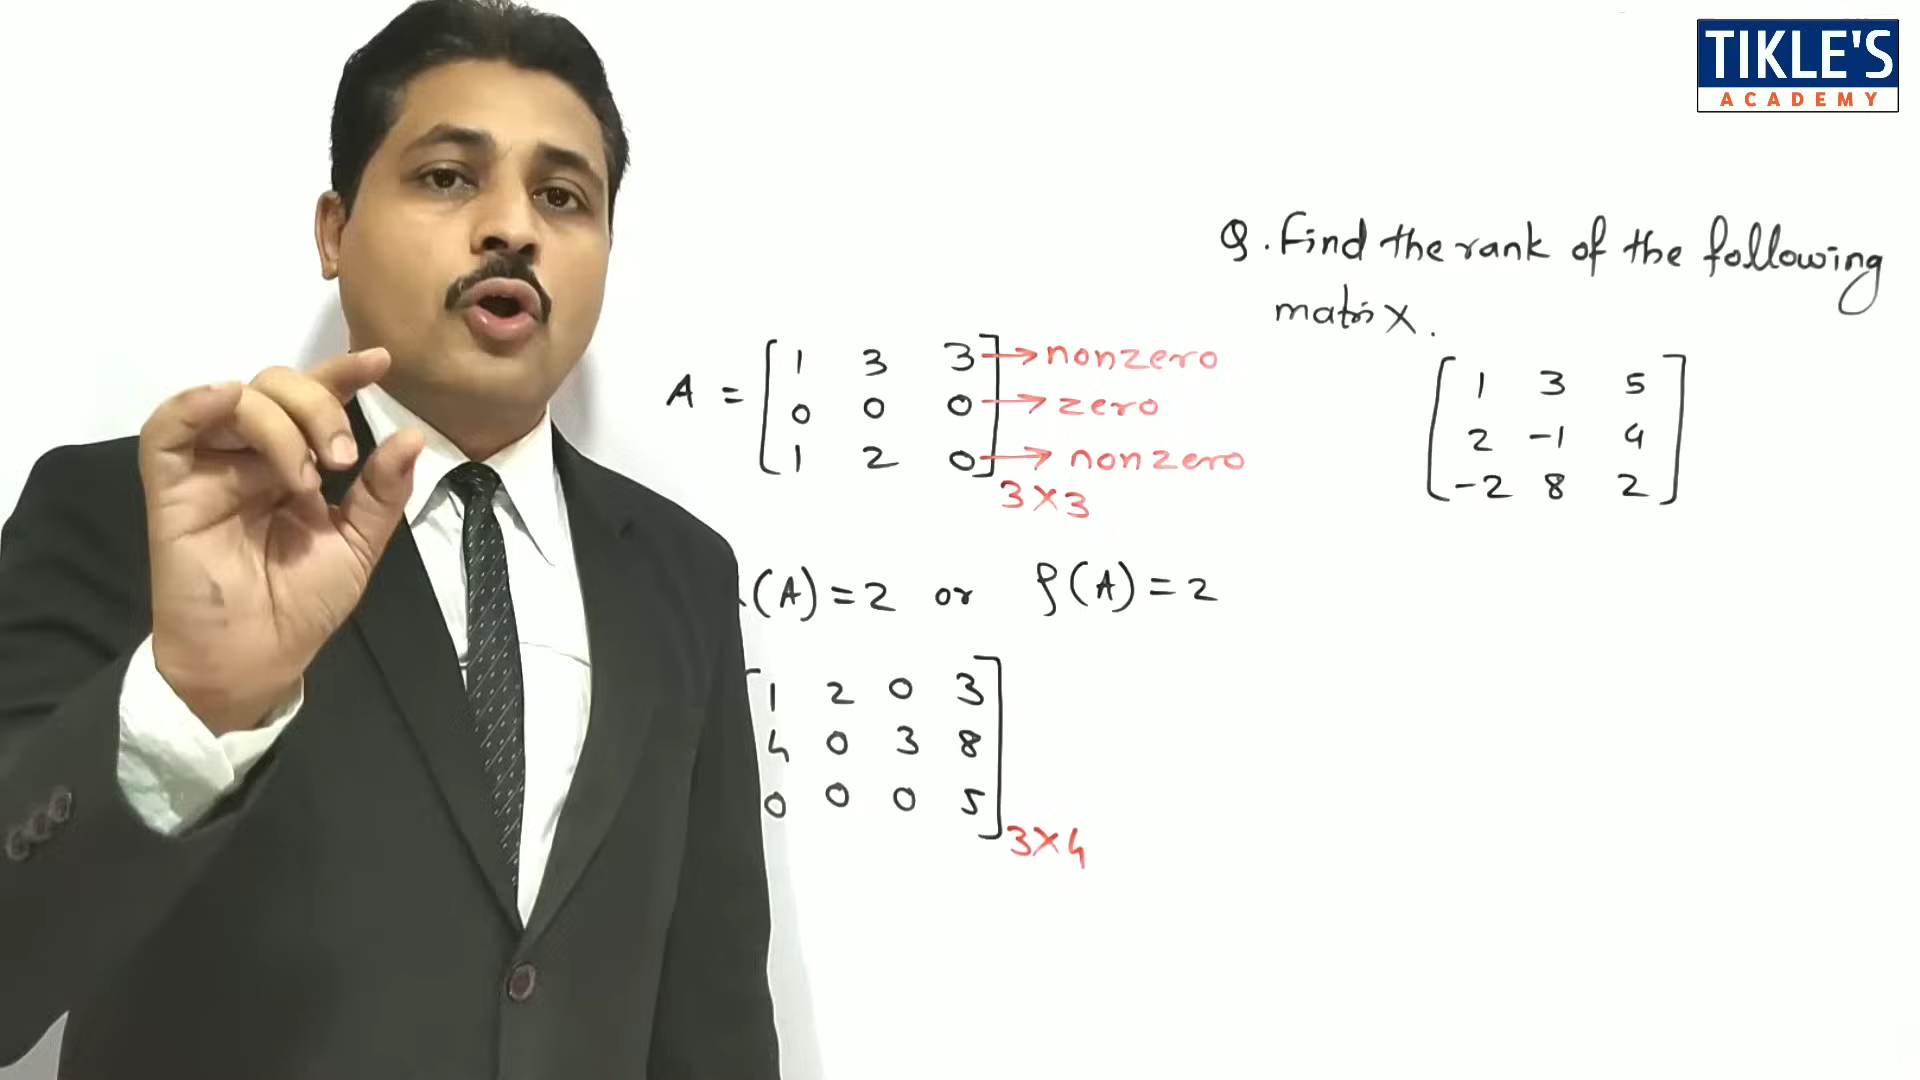 TIKLE'S
ACADEMY
Q. Find the rank of the following
matrix.
1 3 5
2 -1 4
-2 8 2
A = [ 1 3 3 ] → nonzero
0 0 0 → zero
1 2 0 → nonzero
3×3
(A) = 2 or ρ(A) = 2
1 2 0 3
4 0 3 8
0 0 0 5
3×4